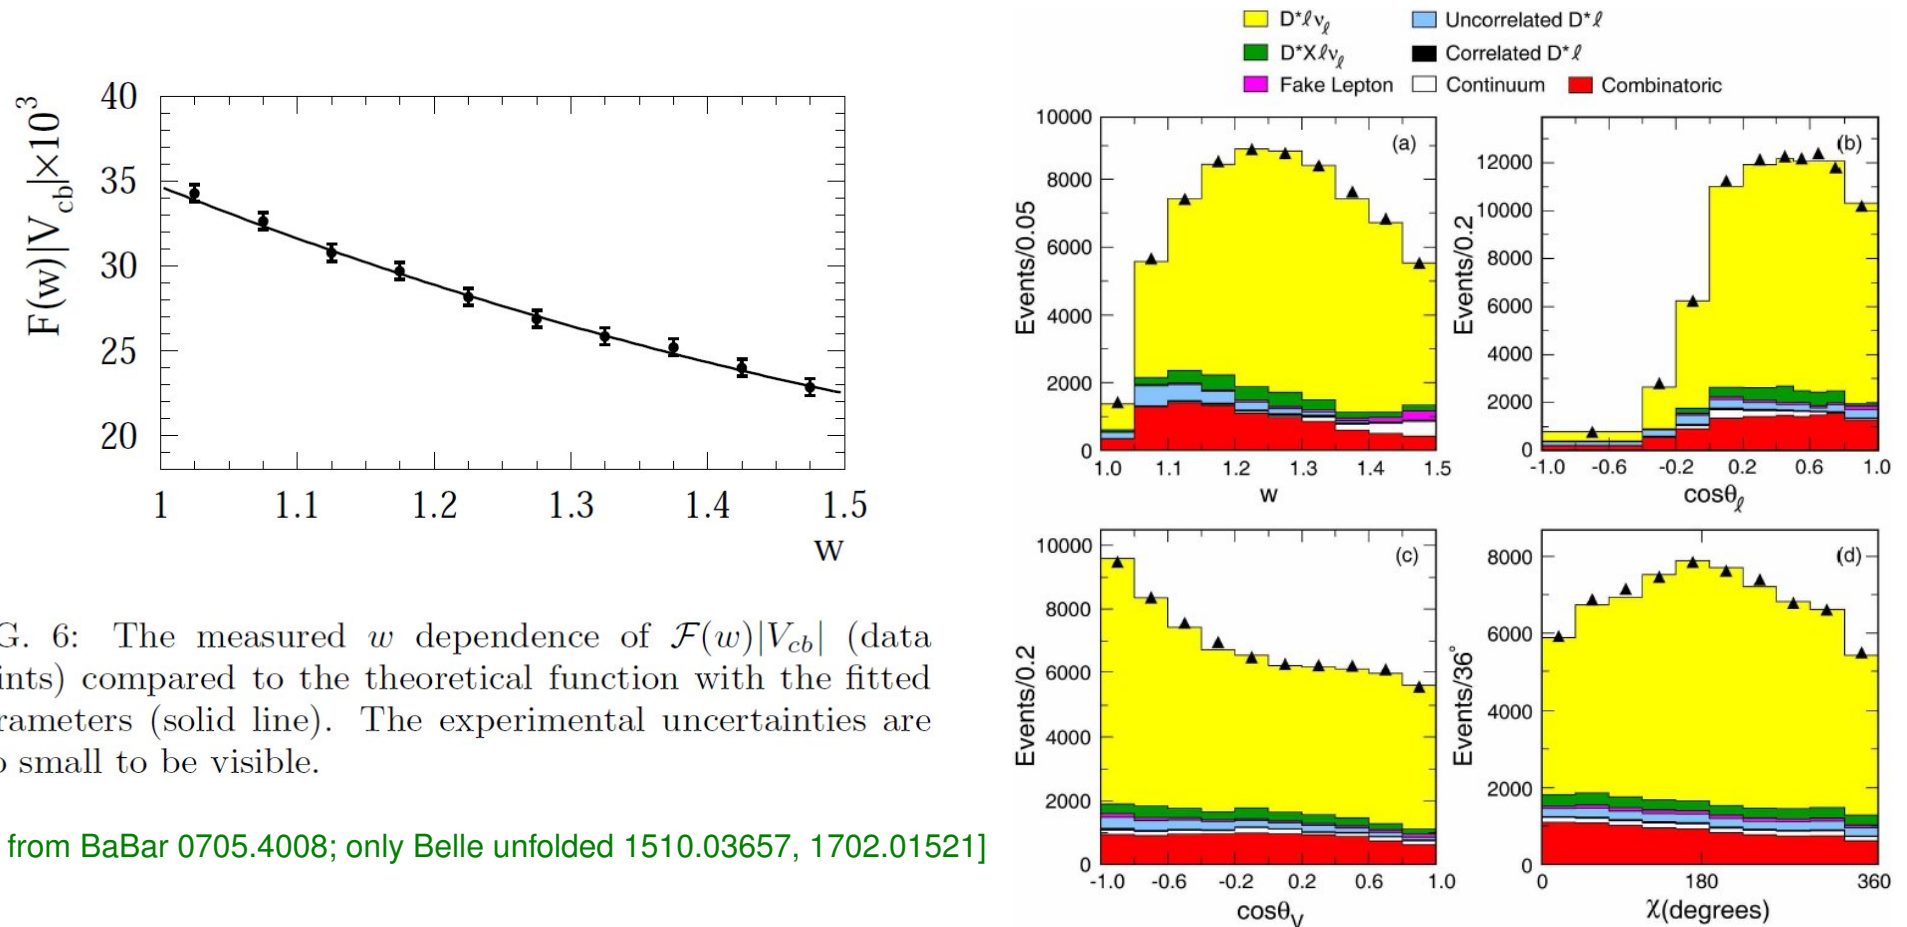 40
35
30
25
20
F(w)|V_cb|×10³
1 1.1 1.2 1.3 1.4 1.5
w
G. 6: The measured w dependence of F(w)|V_cb| (data
ints) compared to the theoretical function with the fitted
rameters (solid line). The experimental uncertainties are
o small to be visible.
from BaBar 0705.4008; only Belle unfolded 1510.03657, 1702.01521]
D*ℓν_ℓ Uncorrelated D*ℓ
D*Xℓν_ℓ Correlated D*ℓ
Fake Lepton Continuum Combinatoric
(a)
10000
8000
6000
4000
2000
0
Events/0.05
1.0 1.1 1.2 1.3 1.4 1.5
w
(b)
12000
10000
8000
6000
4000
2000
0
Events/0.2
-1.0 -0.6 -0.2 0.2 0.6 1.0
cosθ_ℓ
(c)
10000
8000
6000
4000
2000
0
Events/0.2
-1.0 -0.6 -0.2 0.2 0.6 1.0
cosθ_V
(d)
8000
6000
4000
2000
0
Events/36°
0 180 360
χ(degrees)